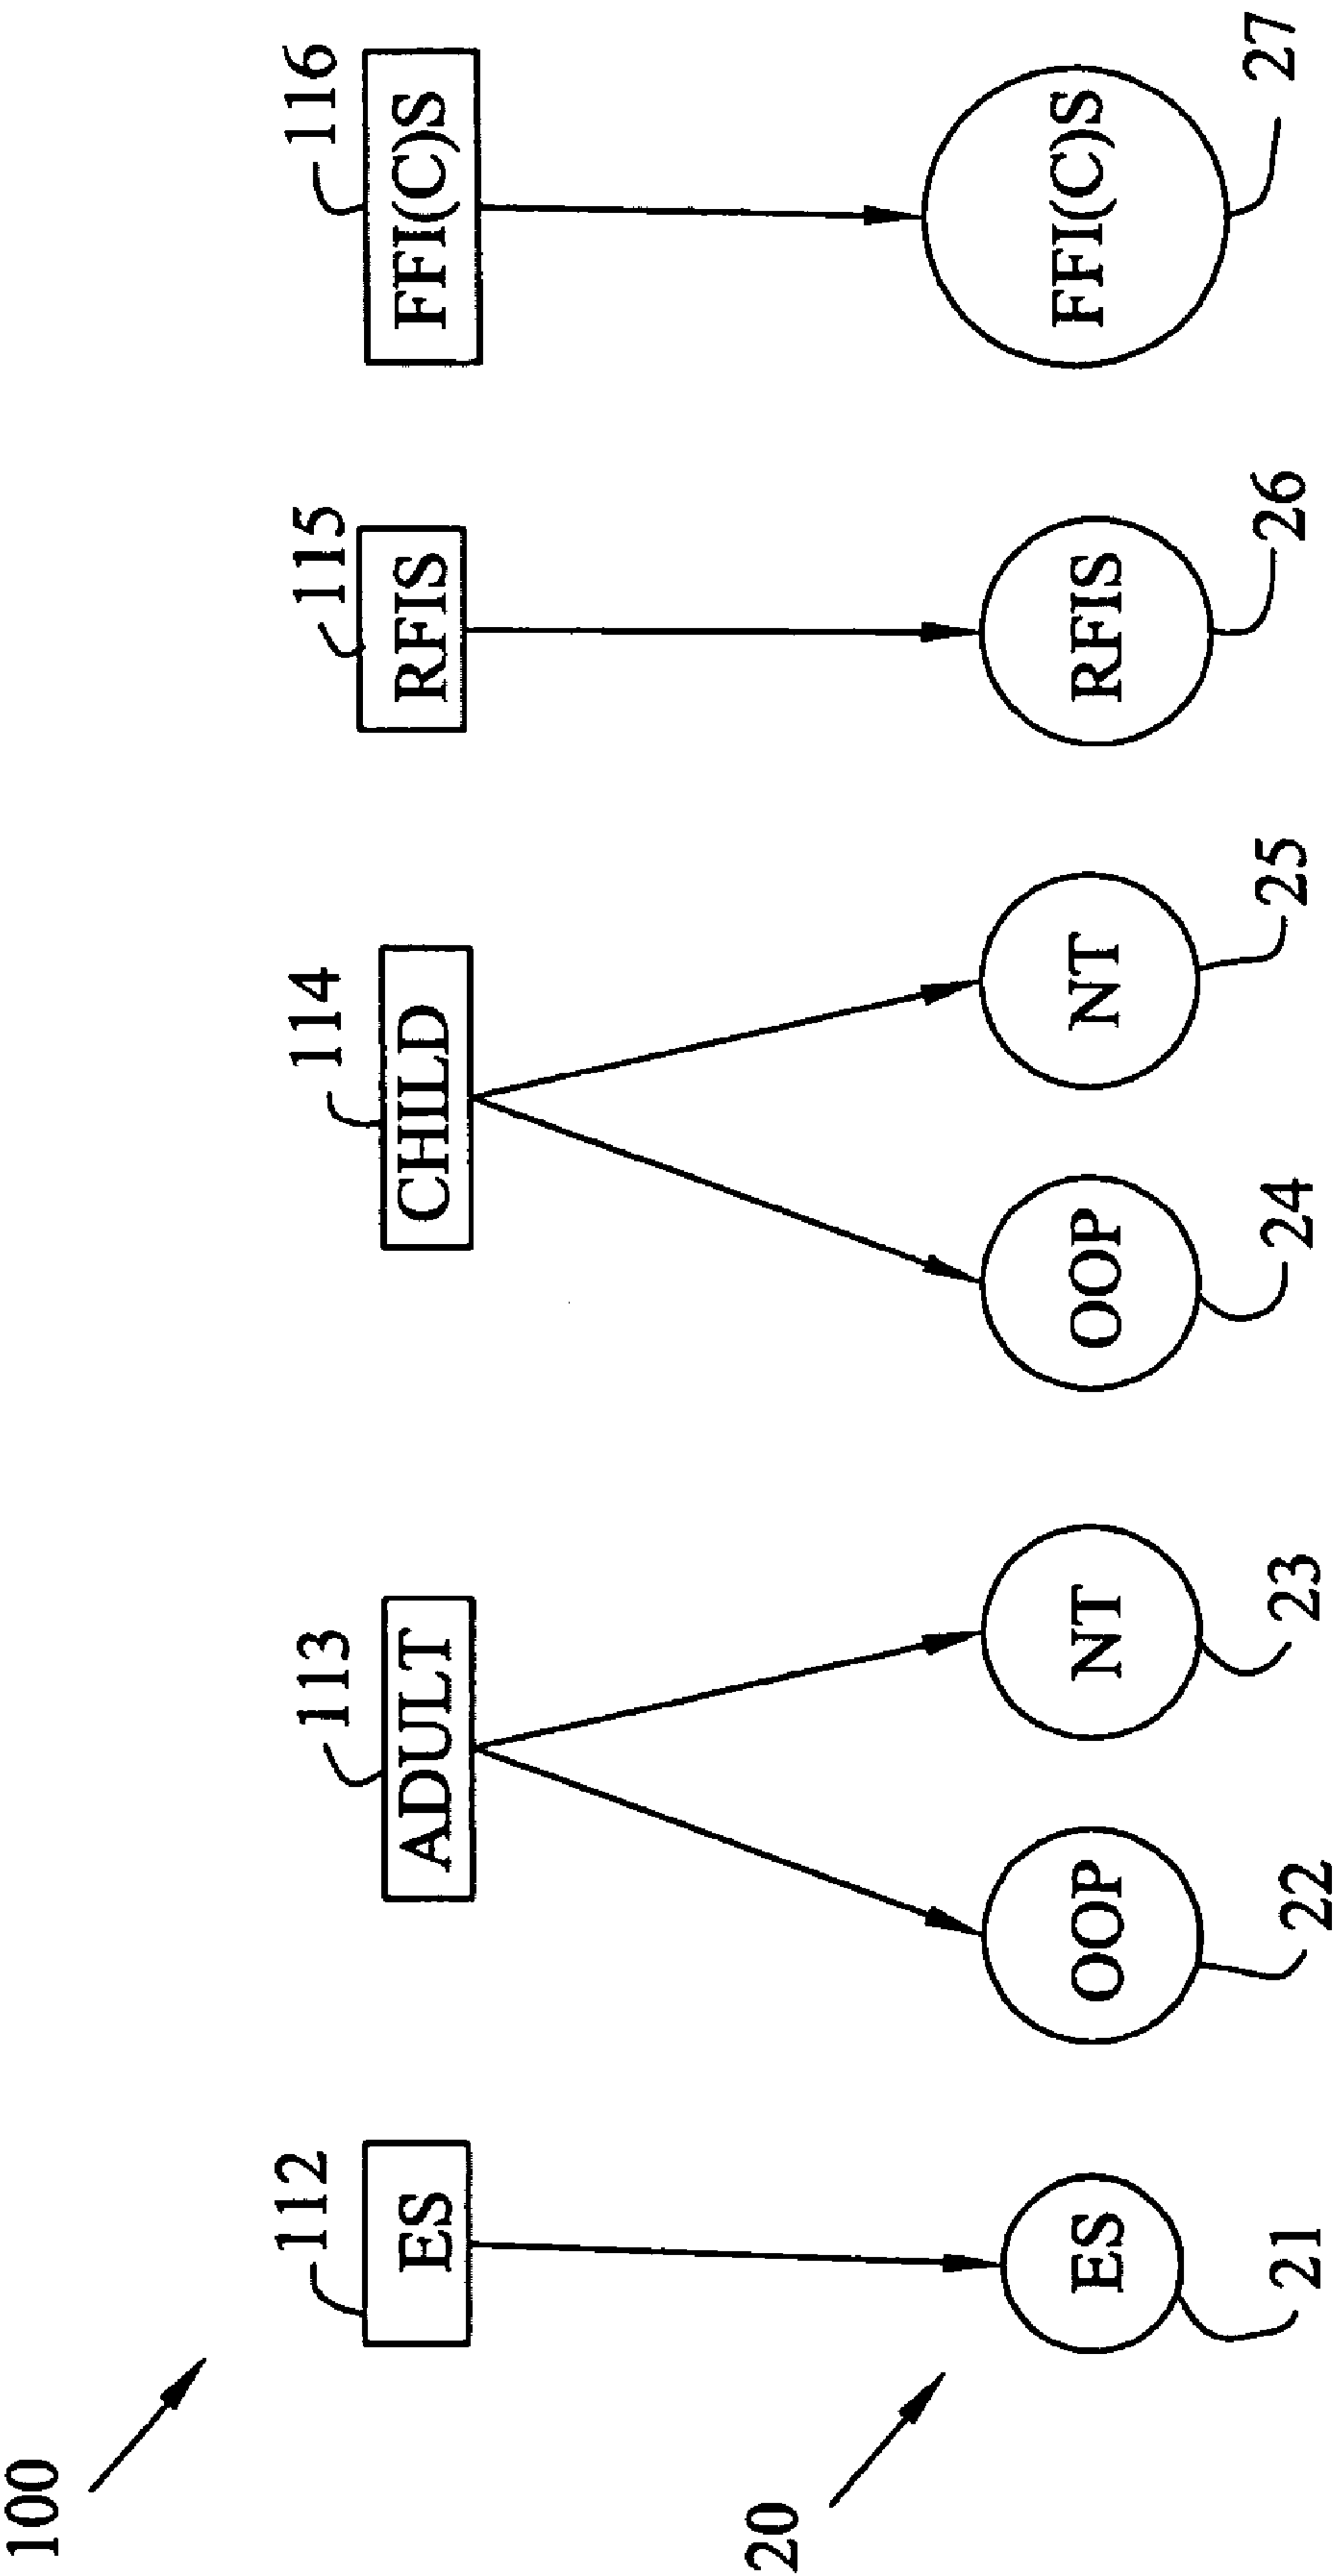 100
112
113
114
115
116
ES
ADULT
CHILD
RFIS
FFI(C)S
20
ES
OOP
NT
OOP
NT
RFIS
FFI(C)S
21
22
23
24
25
26
27